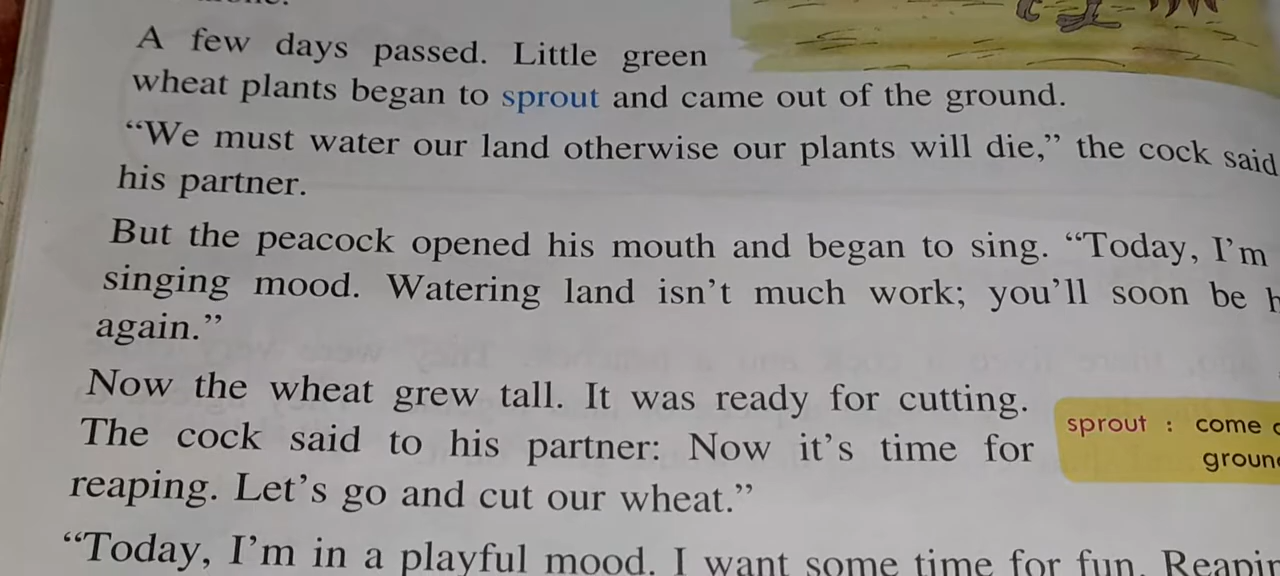 A few days passed. Little green
wheat plants began to sprout and came out of the ground.
“We must water our land otherwise our plants will die,” the cock said
his partner.
But the peacock opened his mouth and began to sing. “Today, I’m
singing mood. Watering land isn’t much work; you’ll soon be
again.”
Now the wheat grew tall. It was ready for cutting.
The cock said to his partner: Now it’s time for
reaping. Let’s go and cut our wheat.”
sprout : come
“Today, I’m in a playful mood. I want some time for fun.